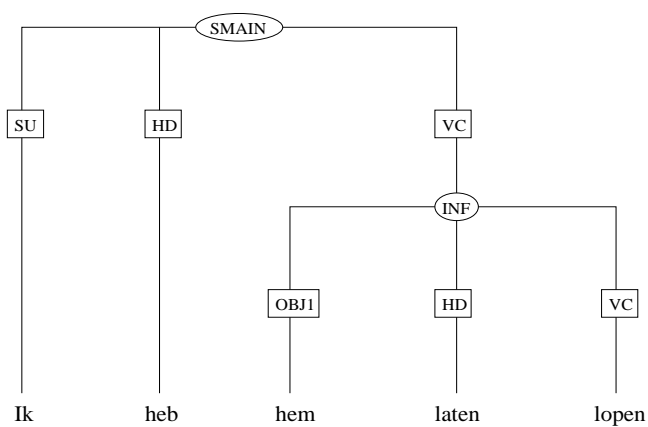 SMAIN
SU HD VC
INF
OBJ1 HD VC
Ik heb hem laten lopen